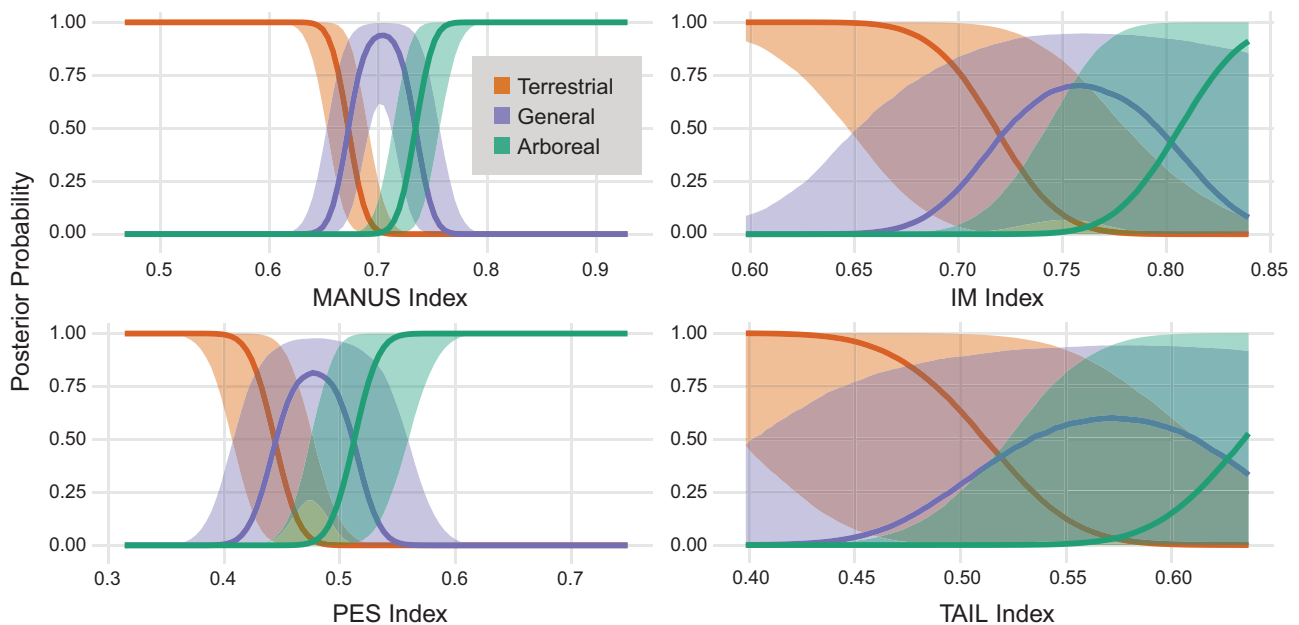 Posterior Probability
1.00
0.75
0.50
0.25
0.00
0.5 0.6 0.7 0.8 0.9
MANUS Index
Terrestrial
General
Arboreal
1.00
0.75
0.50
0.25
0.00
0.60 0.65 0.70 0.75 0.80 0.85
IM Index
1.00
0.75
0.50
0.25
0.00
0.3 0.4 0.5 0.6 0.7
PES Index
1.00
0.75
0.50
0.25
0.00
0.40 0.45 0.50 0.55 0.60
TAIL Index